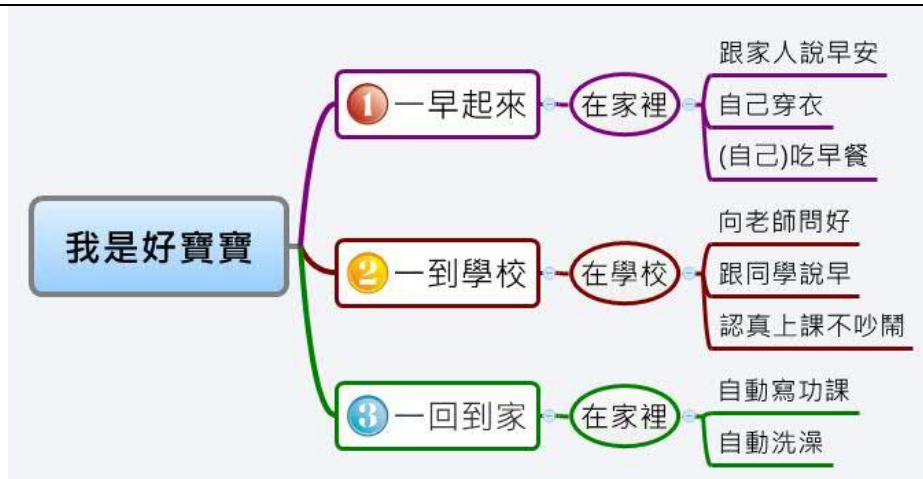 我是好寶寶
1 一早起來
在家裡
跟家人說早安
自己穿衣
(自己)吃早餐
2 一到學校
在學校
向老師問好
跟同學說早
認真上課不吵鬧
3 一回到家
在家裡
自動寫功課
自動洗澡